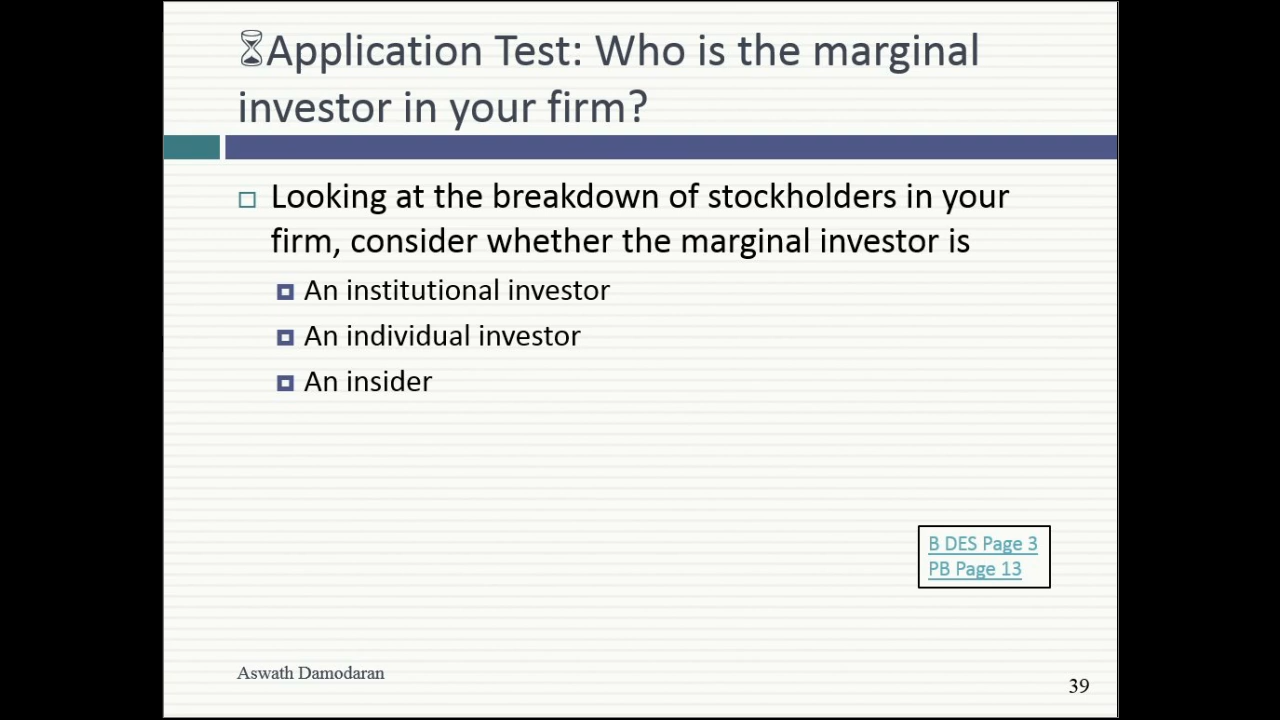 ⌛Application Test: Who is the marginal
investor in your firm?
Looking at the breakdown of stockholders in your
firm, consider whether the marginal investor is
An institutional investor
An individual investor
An insider
B DES Page 3
PB Page 13
Aswath Damodaran
39